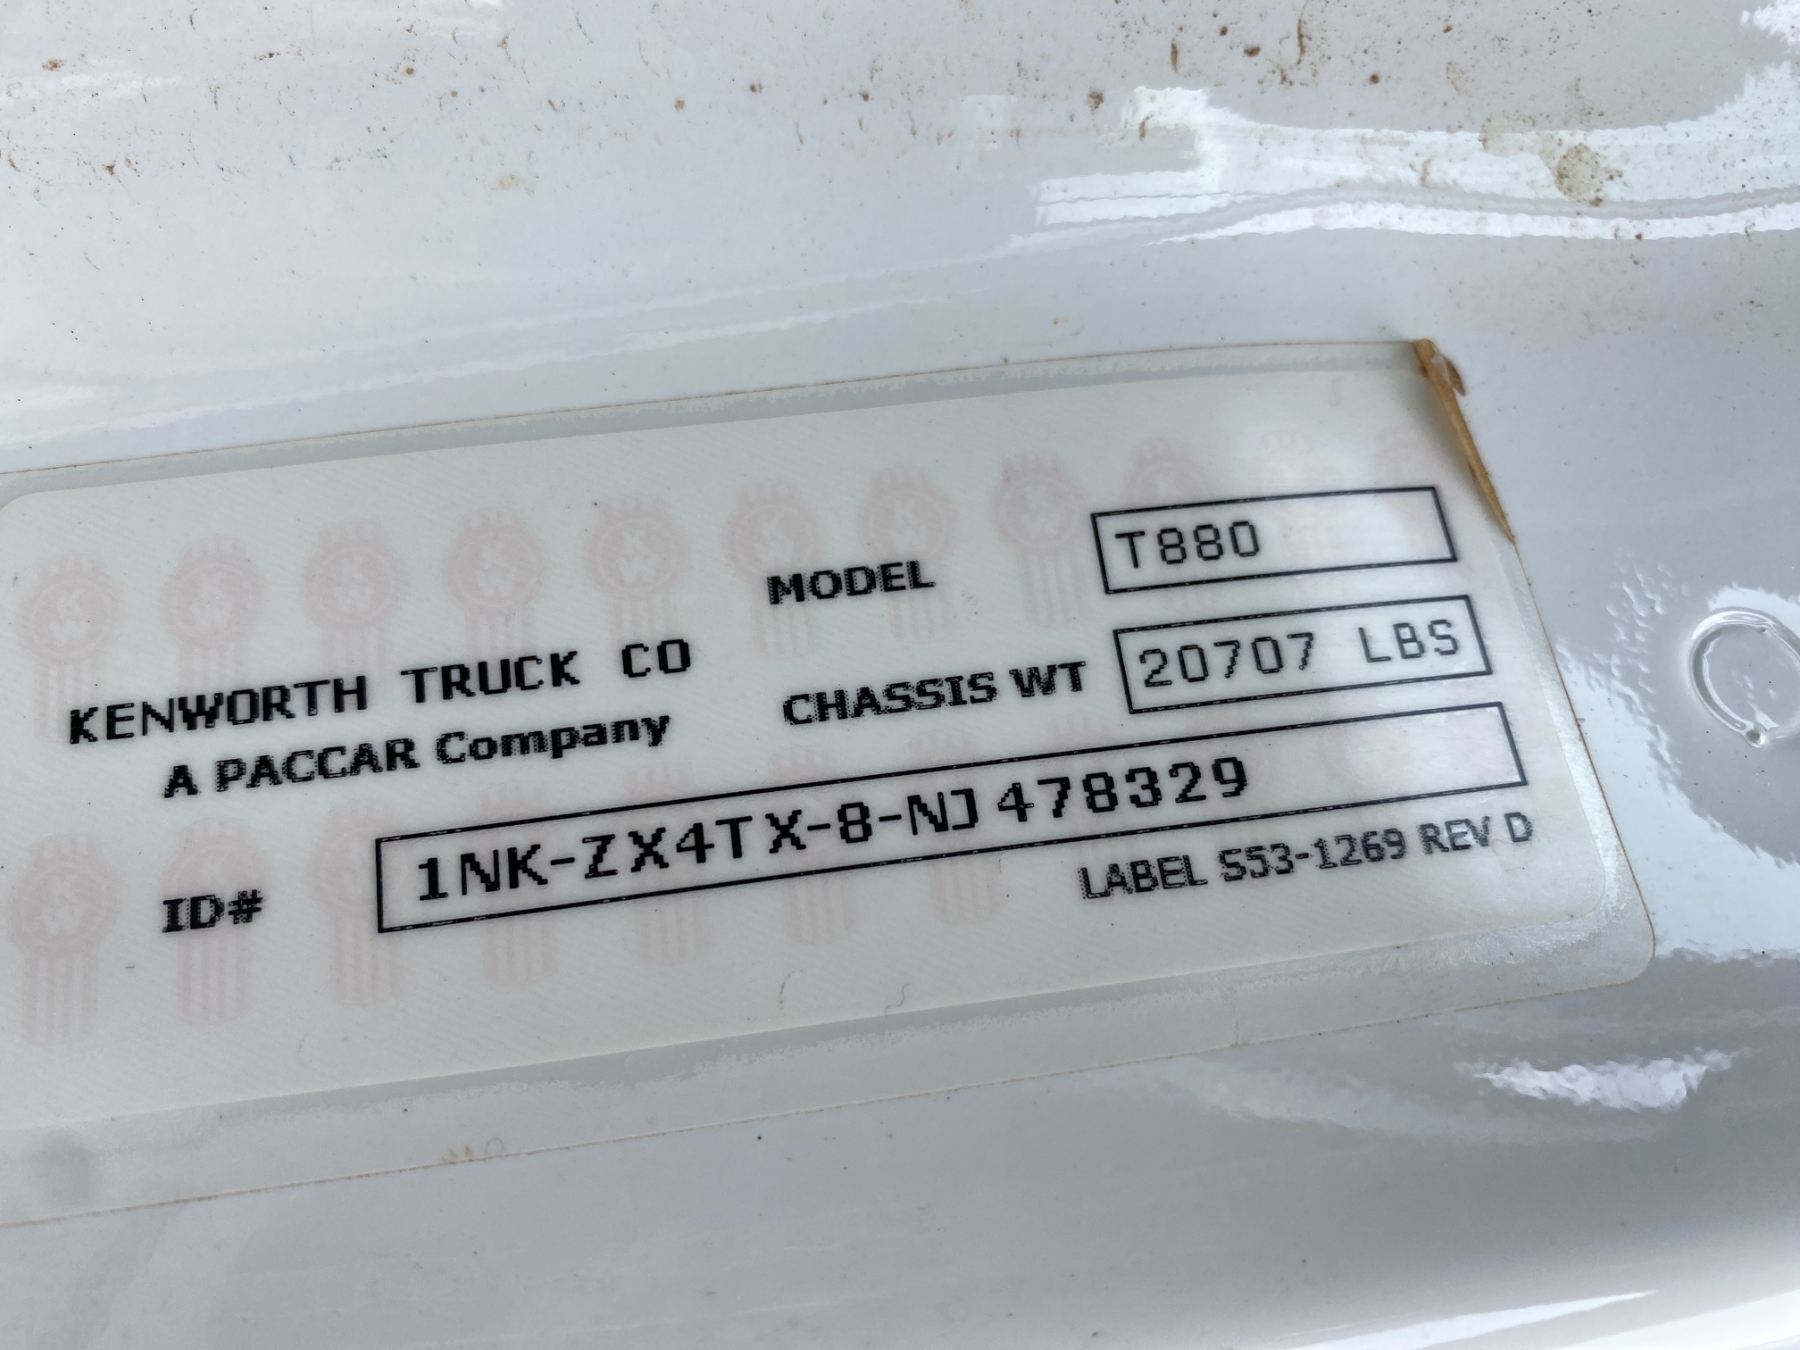 MODEL T880
KENWORTH TRUCK CO
A PACCAR Company
CHASSIS WT 20707 LBS
ID# 1NK-ZX4TX-8-NJ478329
LABEL S53-1269 REV D